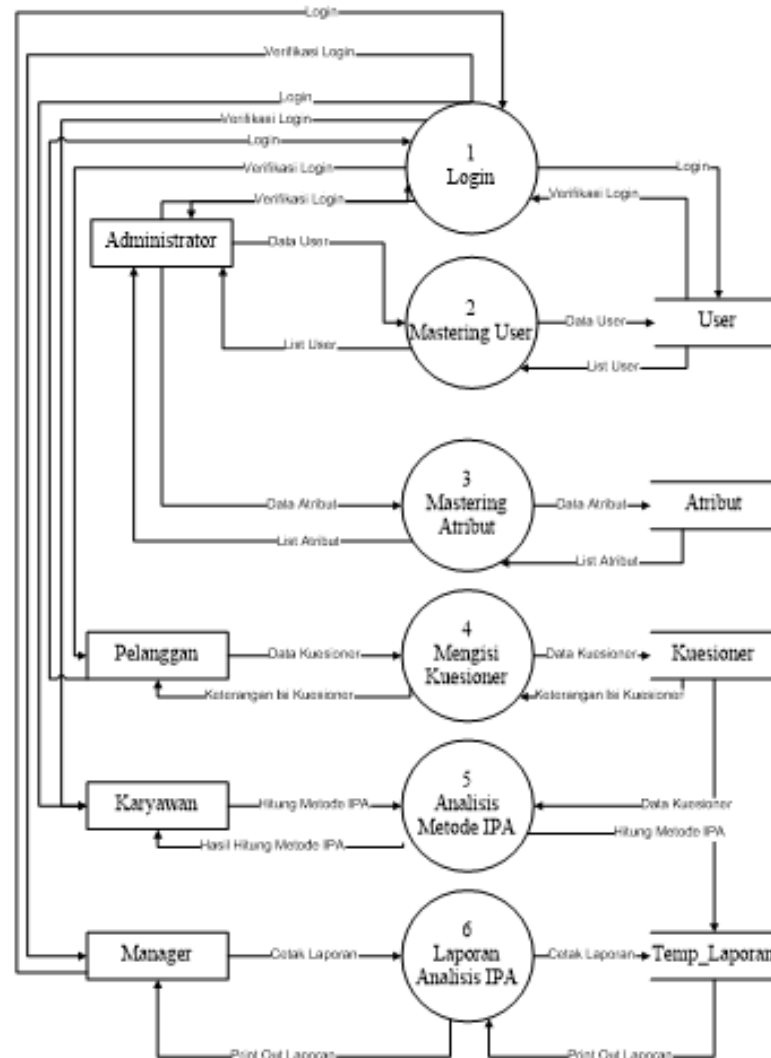 Login
Verifikasi Login
Login
Verifikasi Login
Login
Verifikasi Login
Verifikasi Login
1
Login
Login
Verifikasi Login
Administrator
Data User
List User
2
Mastering User
Data User
List User
User
Data Atribut
List Atribut
3
Mastering
Atribut
Data Atribut
List Atribut
Atribut
Pelanggan
Data Kuesioner
Keterangan Isi Kuesioner
4
Mengisi
Kuesioner
Data Kuesioner
Keterangan Isi Kuesioner
Kuesioner
Karyawan
Hitung Metode IPA
Hasil Hitung Metode IPA
5
Analisis
Metode IPA
Data Kuesioner
Hitung Metode IPA
Manager
Cetak Laporan
Print Out Laporan
6
Laporan
Analisis IPA
Cetak Laporan
Print Out Laporan
Temp_Laporan